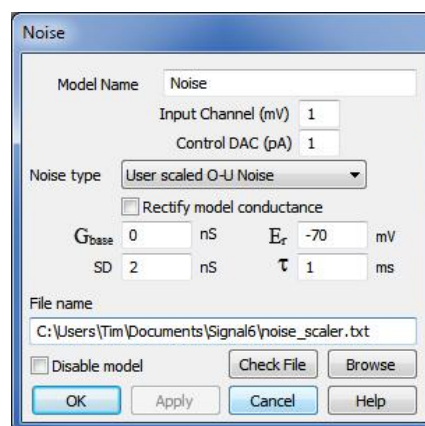 Noise
Model Name Noise
Input Channel (mV) 1
Control DAC (pA) 1
Noise type User scaled O-U Noise
Rectify model conductance
Gbase 0 nS Er -70 mV
SD 2 nS τ 1 ms
File name
C:\Users\Tim\Documents\Signal6\noise_scaler.txt
Disable model Check File Browse
OK Apply Cancel Help